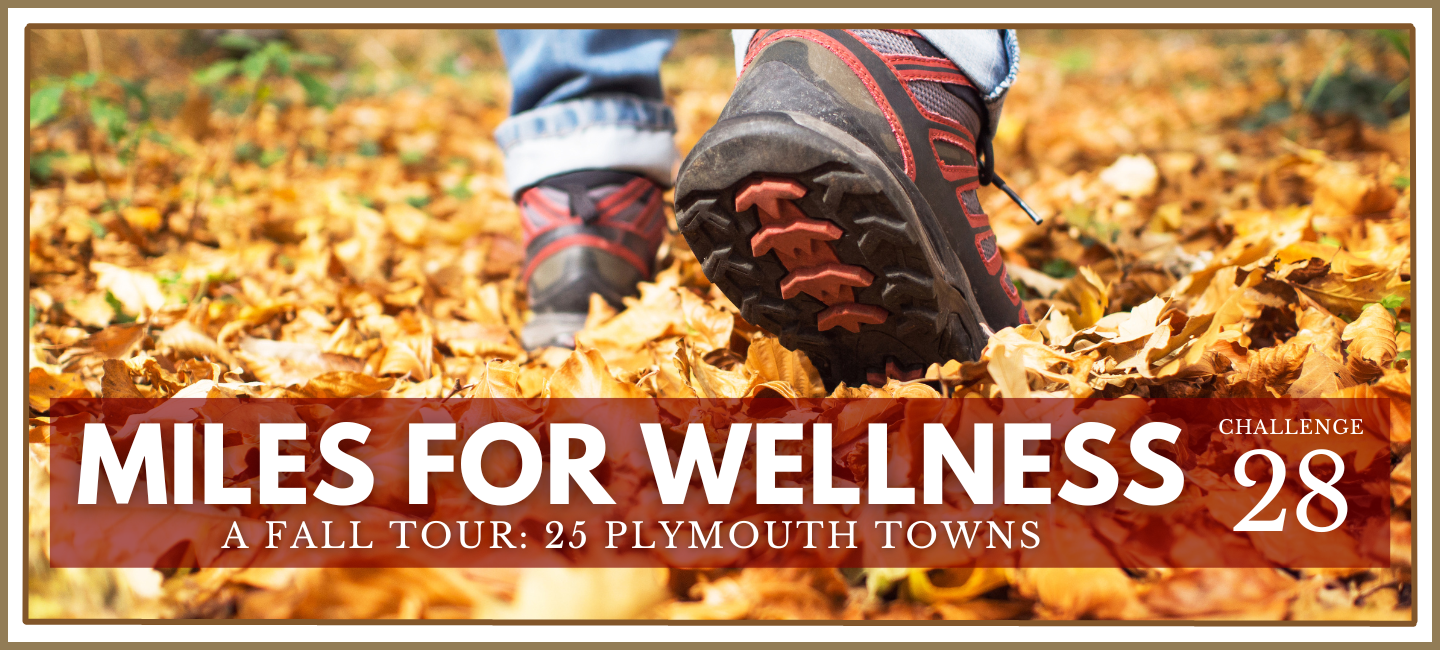 MILES FOR WELLNESS
A FALL TOUR: 25 PLYMOUTH TOWNS
CHALLENGE
28